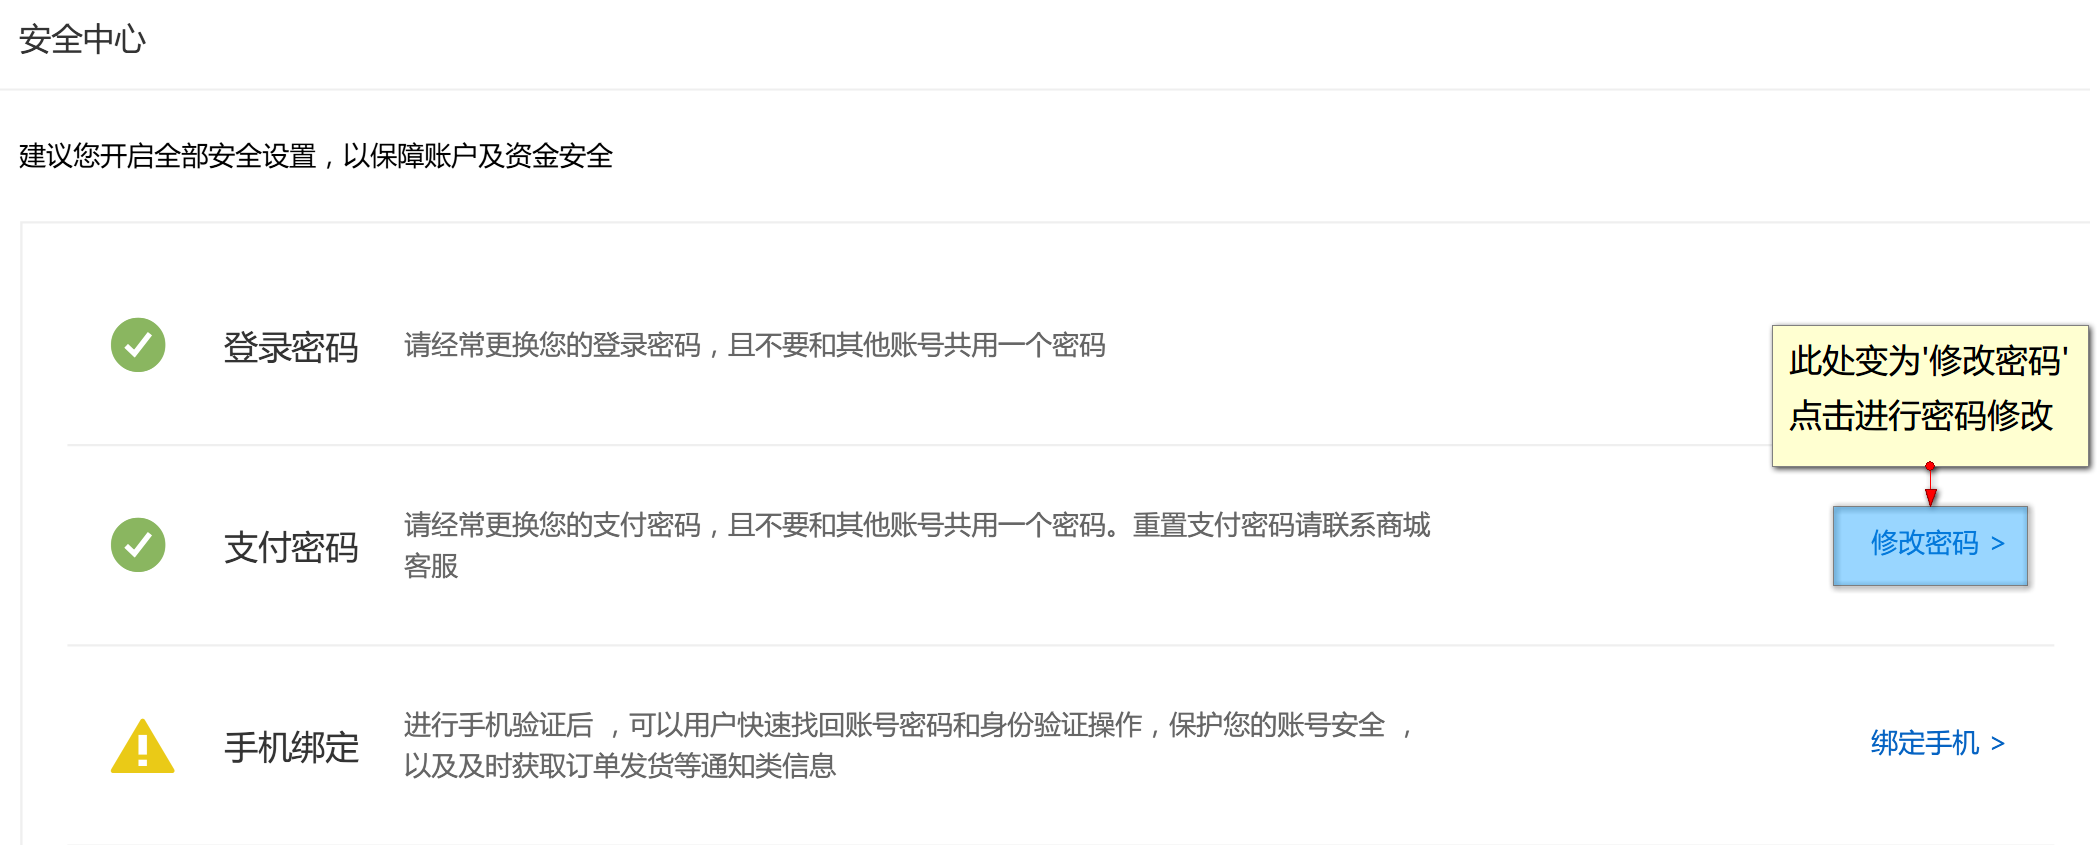 安全中心
建议您开启全部安全设置，以保障账户及资金安全
登录密码
请经常更换您的登录密码，且不要和其他账号共用一个密码
此处变为'修改密码'
点击进行密码修改
支付密码
请经常更换您的支付密码，且不要和其他账号共用一个密码。重置支付密码请联系商城
客服
修改密码 >
手机绑定
进行手机验证后 ，可以用户快速找回账号密码和身份验证操作，保护您的账号安全 ，
以及及时获取订单发货等通知类信息
绑定手机 >